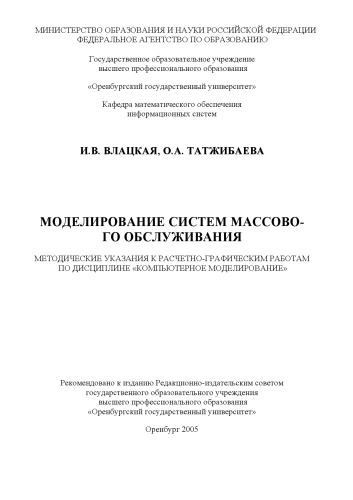 МИНИСТЕРСТВО ОБРАЗОВАНИЯ И НАУКИ РОССИЙСКОЙ ФЕДЕРАЦИИ
ФЕДЕРАЛЬНОЕ АГЕНТСТВО ПО ОБРАЗОВАНИЮ
Государственное образовательное учреждение
высшего профессионального образования
«Оренбургский государственный университет»
Кафедра математического обеспечения
информационных систем
И.В. ВЛАЦКАЯ, О.А. ТАТЖИБАЕВА
МОДЕЛИРОВАНИЕ СИСТЕМ МАССОВО-
ГО ОБСЛУЖИВАНИЯ
МЕТОДИЧЕСКИЕ УКАЗАНИЯ К РАСЧЕТНО-ГРАФИЧЕСКИМ РАБОТАМ
ПО ДИСЦИПЛИНЕ «КОМПЬЮТЕРНОЕ МОДЕЛИРОВАНИЕ»
Рекомендовано к изданию Редакционно-издательским советом
государственного образовательного учреждения
высшего профессионального образования
«Оренбургский государственный университет»
Оренбург 2005